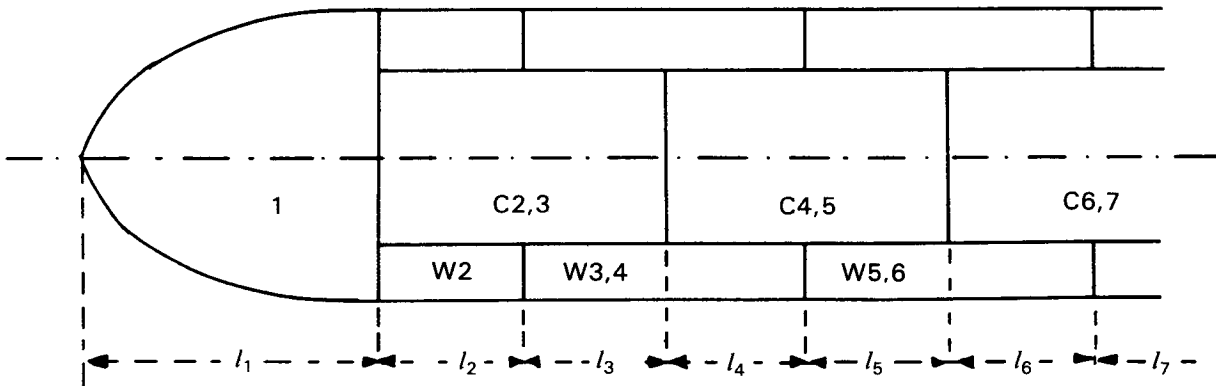 1 C2,3 C4,5 C6,7
W2 W3,4 W5,6
l₁ l₂ l₃ l₄ l₅ l₆ l₇